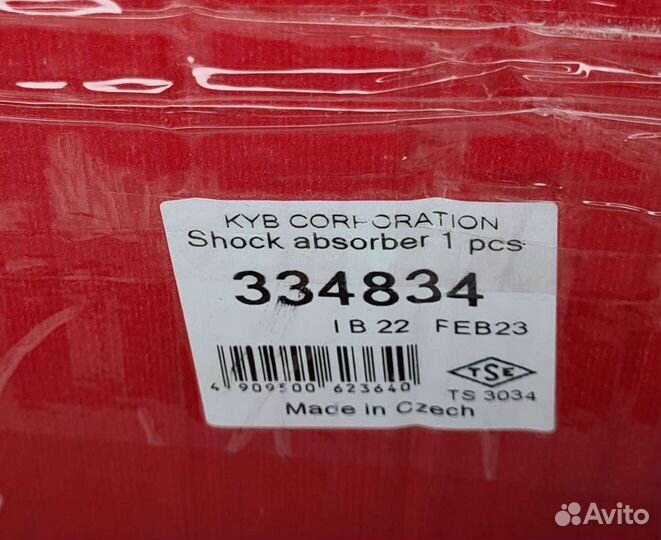 KYB CORPORATION
Shock absorber 1 pcs
334834
I B 22 FEB23
4 909500 623640
TSE
TS 3034
Made in Czech
Avito